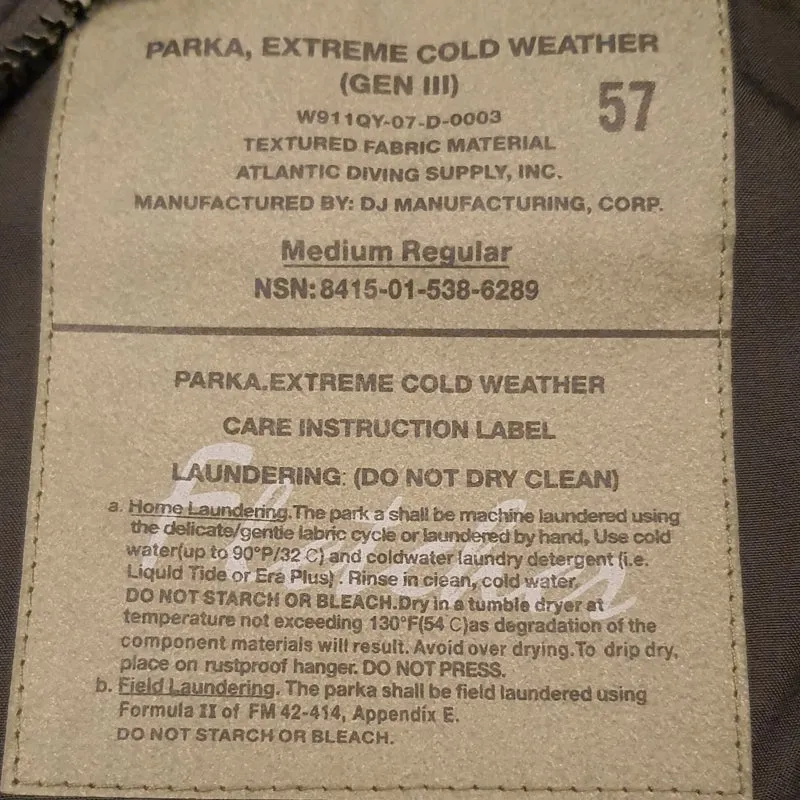 PARKA, EXTREME COLD WEATHER
(GEN III)
57
W911QY-07-D-0003
TEXTURED FABRIC MATERIAL
ATLANTIC DIVING SUPPLY, INC.
MANUFACTURED BY: DJ MANUFACTURING, CORP.
Medium Regular
NSN:8415-01-538-6289
PARKA.EXTREME COLD WEATHER
CARE INSTRUCTION LABEL
LAUNDERING: (DO NOT DRY CLEAN)
a. Home Laundering.The park a shall be machine laundered using
the delicate/gentle labric cycle or laundered by hand, Use cold
water(up to 90°P/32 C) and coldwater laundry detergent (i.e.
Liquid Tide or Era Plus) . Rinse in clean, cold water.
DO NOT STARCH OR BLEACH.Dry in a tumble dryer at
temperature not exceeding 130°F(54 C)as degradation of the
component materials will result. Avoid over drying.To drip dry,
place on rustproof hanger. DO NOT PRESS.
b. Field Laundering. The parka shall be field laundered using
Formula II of FM 42-414, Appendix E.
DO NOT STARCH OR BLEACH.